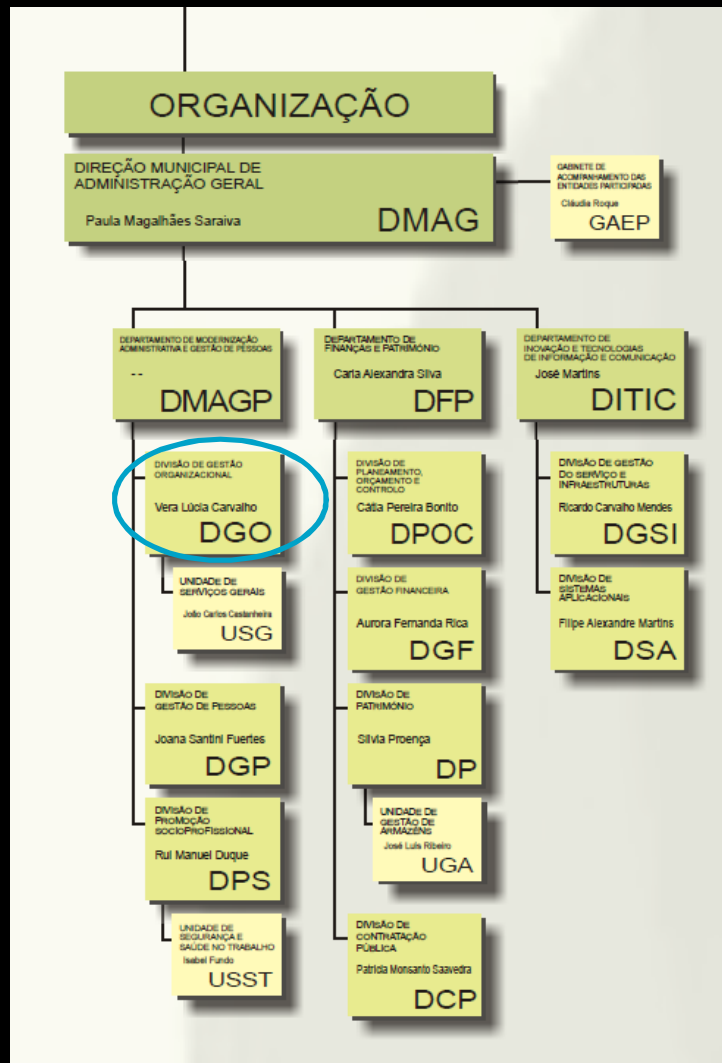 ORGANIZAÇÃO
DIREÇÃO MUNICIPAL DE
ADMINISTRAÇÃO GERAL
Paula Magalhães Saraiva
DMAG
GABINETE DE
ACOMPANHAMENTO DAS
ENTIDADES PARTICIPADAS
Cláudia Roque
GAEP
DEPARTAMENTO DE MODERNIZAÇÃO
ADMINISTRATIVA E GESTÃO DE PESSOAS
- -
DMAGP
DIVISÃO DE GESTÃO
ORGANIZACIONAL
Vera Lúcia Carvalho
DGO
UNIDADE DE
SERVIÇOS GERAIS
João Carlos Castanheira
USG
DIVISÃO DE
GESTÃO DE PESSOAS
Joana Santini Fuertes
DGP
DIVISÃO DE
PROMOÇÃO
SOCIOPROFISSIONAL
Rui Manuel Duque
DPS
UNIDADE DE
SEGURANÇA E
SAÚDE NO TRABALHO
Isabel Fundo
USST
DEPARTAMENTO DE
FINANÇAS E PATRIMÓNIO
Carla Alexandra Silva
DFP
DIVISÃO DE
PLANEAMENTO,
ORÇAMENTO E
CONTROLO
Cátia Pereira Bonito
DPOC
DIVISÃO DE
GESTÃO FINANCEIRA
Aurora Fernanda Rica
DGF
DIVISÃO DE
PATRIMÓNIO
Sílvia Proença
DP
UNIDADE DE
GESTÃO DE
ARMAZÉNS
José Luis Ribeiro
UGA
DIVISÃO DE
CONTRATAÇÃO
PÚBLICA
Patrícia Monsanto Saavedra
DCP
DEPARTAMENTO DE
INOVAÇÃO E TECNOLOGIAS
DE INFORMAÇÃO E COMUNICAÇÃO
José Martins
DITIC
DIVISÃO DE GESTÃO
DO SERVIÇO E
INFRAESTRUTURAS
Ricardo Carvalho Mendes
DGSI
DIVISÃO DE
SISTEMAS
APLICACIONAIS
Filipe Alexandre Martins
DSA